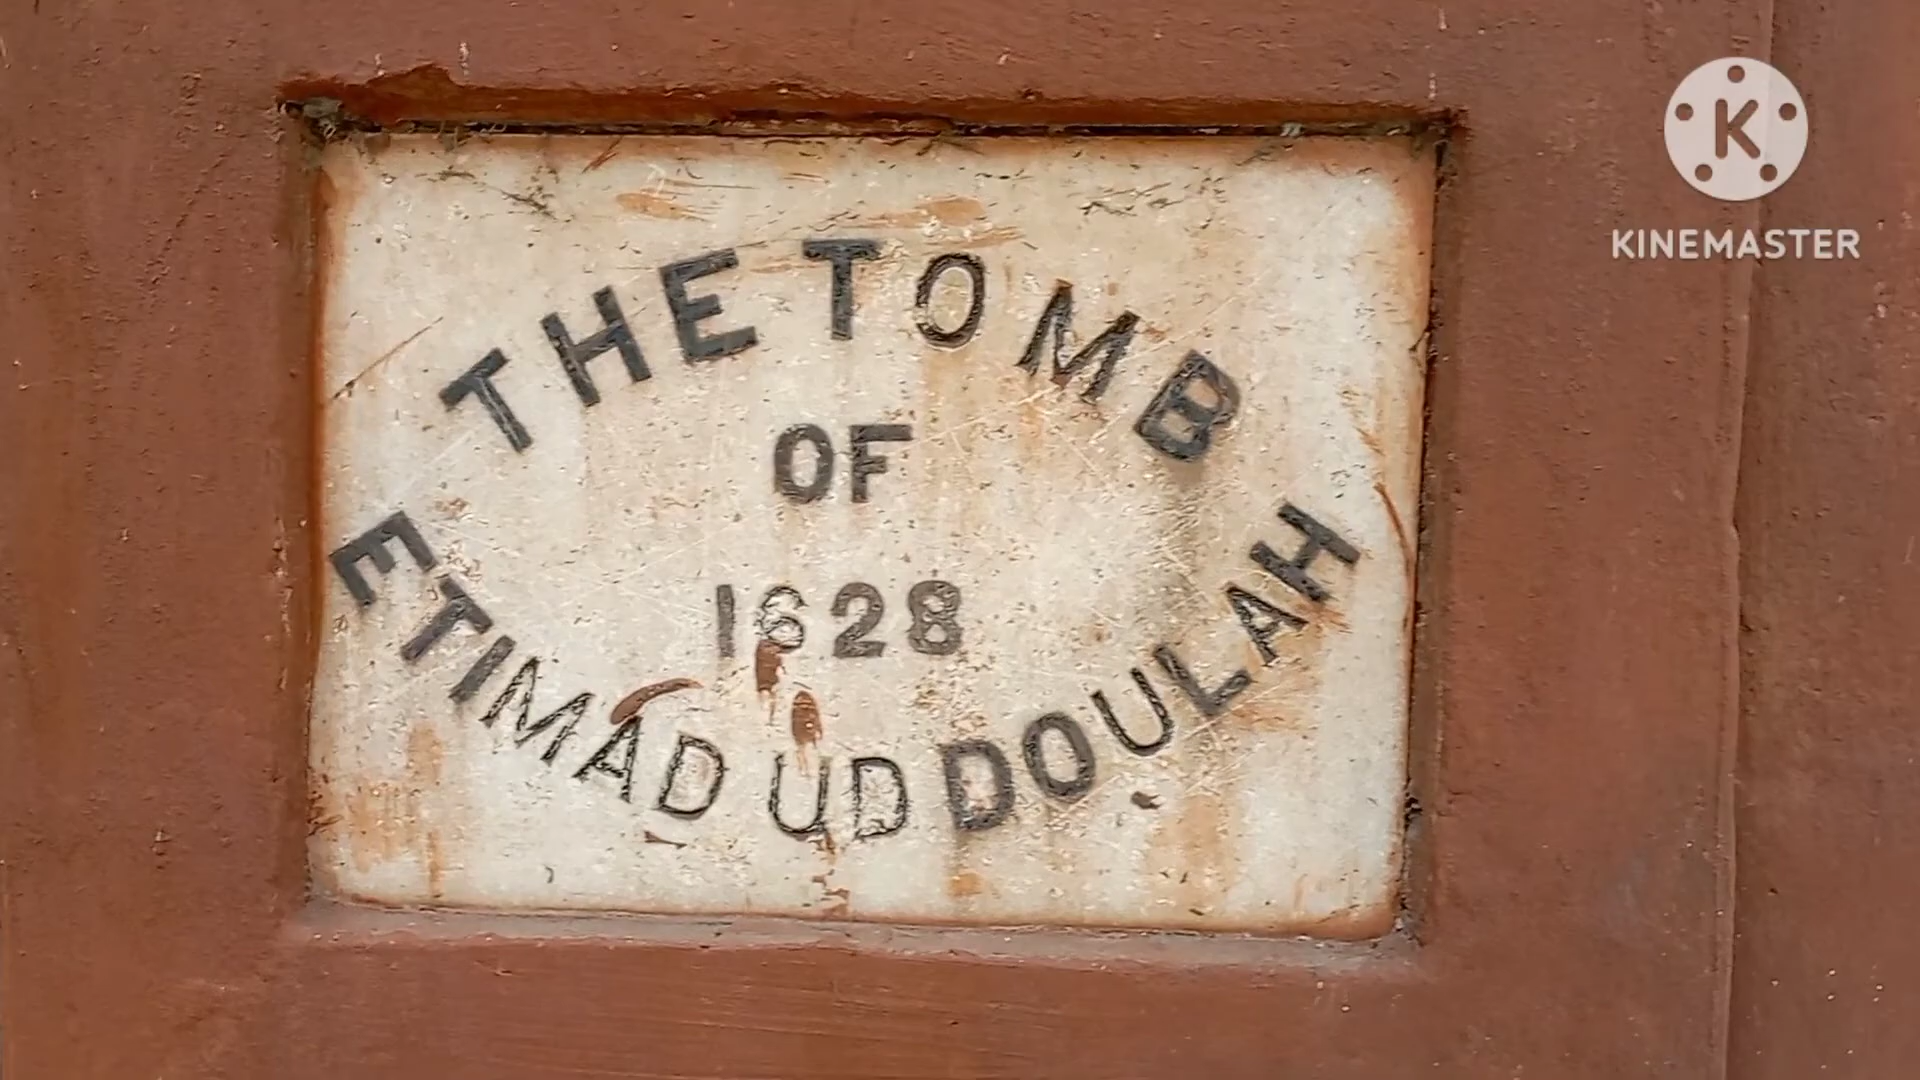 THE TOMB
OF
1628
ETIMAD UD DOULAH
K
KINEMASTER